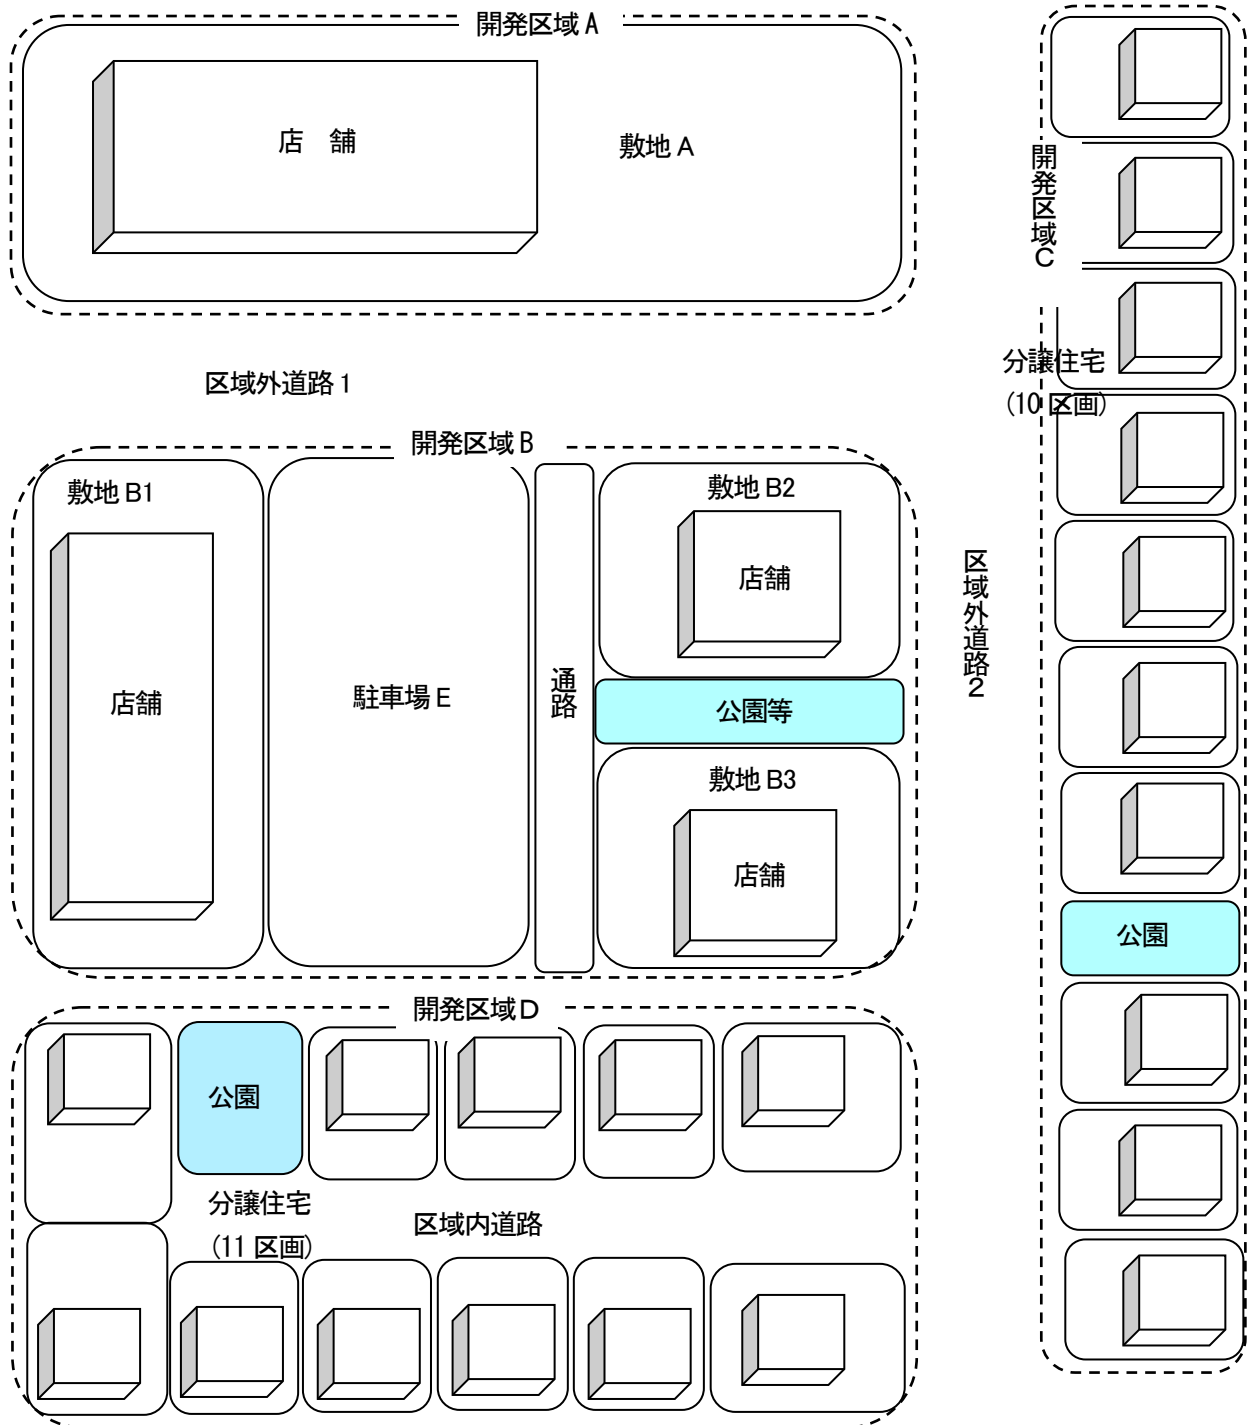 開発区域 A
店　舗
敷地 A
区域外道路 1
開発区域 B
敷地 B1
店舗
駐車場 E
通路
敷地 B2
店舗
公園等
敷地 B3
店舗
区域外道路2
開発区域C
分譲住宅
(10 区画)
公園
開発区域D
公園
分譲住宅
(11 区画)
区域内道路